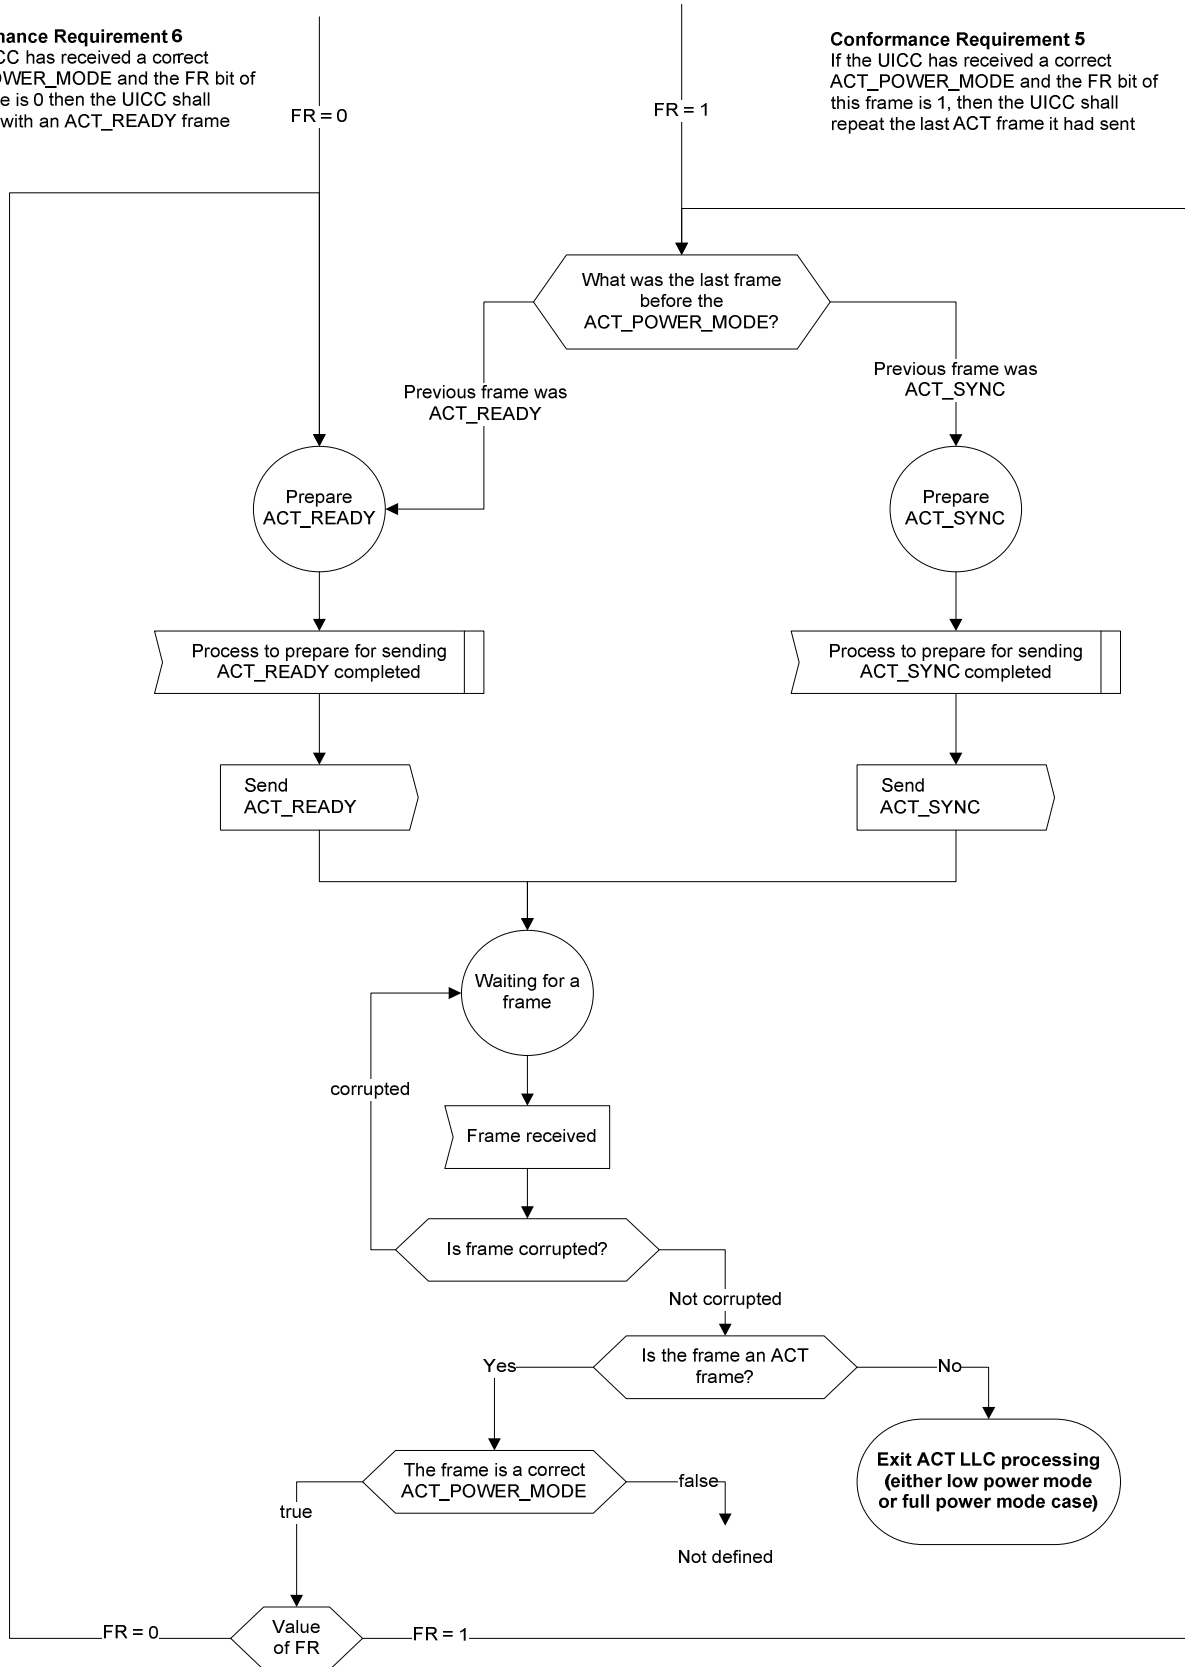 mance Requirement 6
CC has received a correct
OWER_MODE and the FR bit of
e is 0 then the UICC shall
with an ACT_READY frame
FR = 0
FR = 1
Conformance Requirement 5
If the UICC has received a correct
ACT_POWER_MODE and the FR bit of
this frame is 1, then the UICC shall
repeat the last ACT frame it had sent
What was the last frame
before the
ACT_POWER_MODE?
Previous frame was
ACT_READY
Previous frame was
ACT_SYNC
Prepare
ACT_READY
Prepare
ACT_SYNC
Process to prepare for sending
ACT_READY completed
Process to prepare for sending
ACT_SYNC completed
Send
ACT_READY
Send
ACT_SYNC
Waiting for a
frame
corrupted
Frame received
Is frame corrupted?
Not corrupted
Is the frame an ACT
frame?
Yes
No
The frame is a correct
ACT_POWER_MODE
false
true
Exit ACT LLC processing
(either low power mode
or full power mode case)
Not defined
Value
of FR
FR = 0
FR = 1